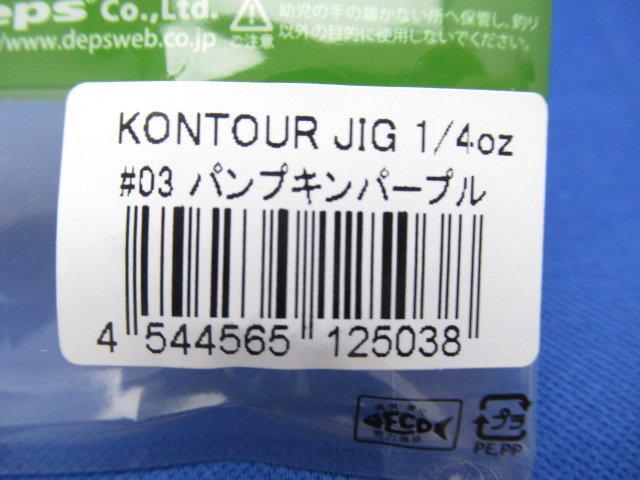 deps® Co.,Ltd.
www.depsweb.co.jp
ご注意
幼児の手の届かない所へ保管し、釣り
以外の目的に使用しないでください。
KONTOUR JIG 1/4oz
#03 パンプキンパープル
4 544565 125038
ECD
プラ
PE,PP